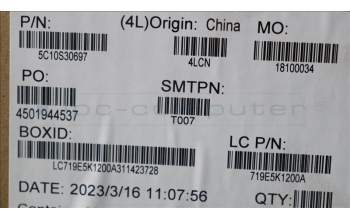 P/N: (4L)Origin: China MO:
5C10S30697 4LCN 18100034
PO: SMTPN:
4501944537 T007
BOXID: LC P/N:
LC719E5K1200A311423728 719E5K1200A
DATE: 2023/3/16 11:07:56 QTY: